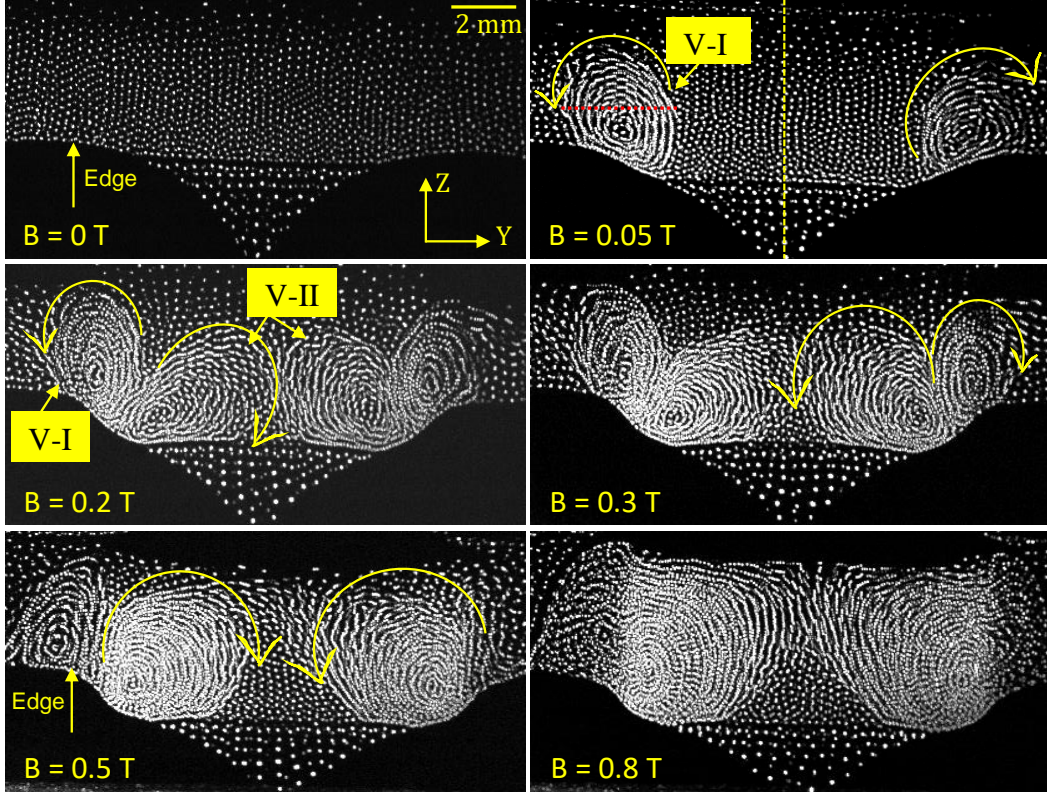 2 mm
Edge
Z
Y
B = 0 T
V-I
B = 0.05 T
V-II
V-I
B = 0.2 T
B = 0.3 T
Edge
B = 0.5 T
B = 0.8 T